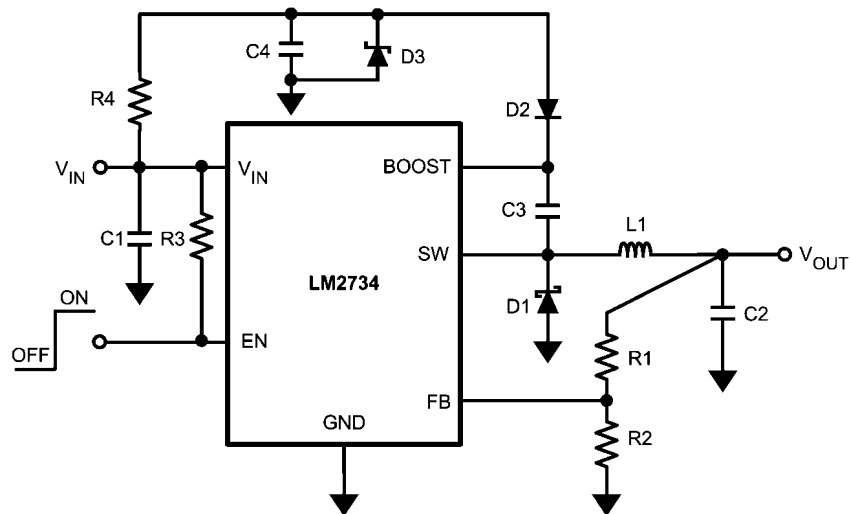 C4
D3
R4
D2
V_IN
V_IN
BOOST
C1
R3
C3
L1
SW
V_OUT
LM2734
ON
OFF
D1
C2
EN
R1
FB
GND
R2